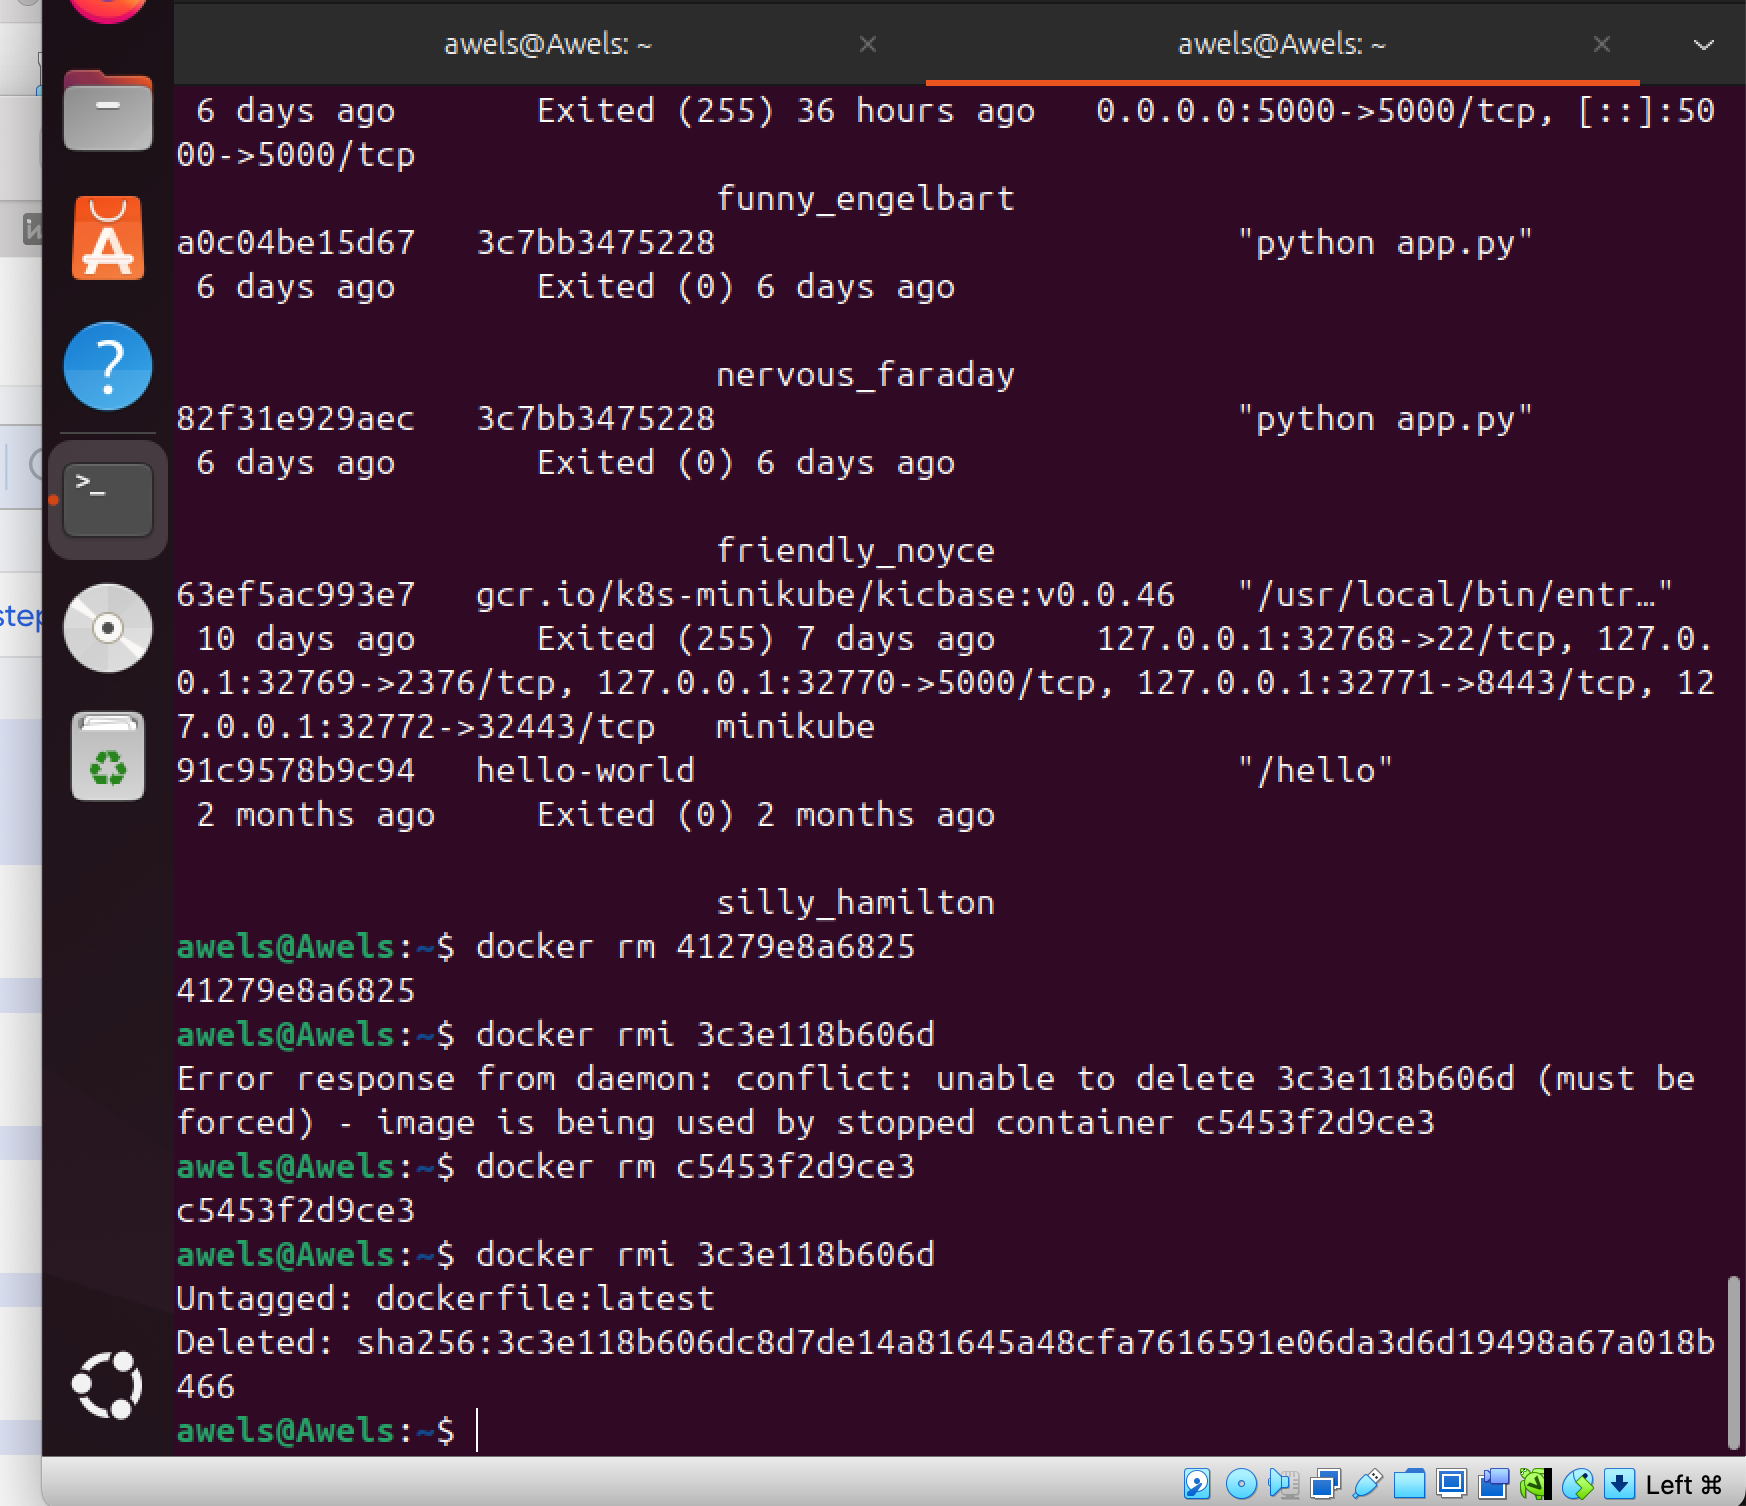 awels@Awels: ~ × awels@Awels: ~ ×
6 days ago Exited (255) 36 hours ago 0.0.0.0:5000->5000/tcp, [::]:50
00->5000/tcp
funny_engelbart
a0c04be15d67 3c7bb3475228 "python app.py"
6 days ago Exited (0) 6 days ago
nervous_faraday
82f31e929aec 3c7bb3475228 "python app.py"
6 days ago Exited (0) 6 days ago
friendly_noyce
63ef5ac993e7 gcr.io/k8s-minikube/kicbase:v0.0.46 "/usr/local/bin/entr…"
10 days ago Exited (255) 7 days ago 127.0.0.1:32768->22/tcp, 127.0.
0.1:32769->2376/tcp, 127.0.0.1:32770->5000/tcp, 127.0.0.1:32771->8443/tcp, 12
7.0.0.1:32772->32443/tcp minikube
91c9578b9c94 hello-world "/hello"
2 months ago Exited (0) 2 months ago
silly_hamilton
awels@Awels:~$ docker rm 41279e8a6825
41279e8a6825
awels@Awels:~$ docker rmi 3c3e118b606d
Error response from daemon: conflict: unable to delete 3c3e118b606d (must be
forced) - image is being used by stopped container c5453f2d9ce3
awels@Awels:~$ docker rm c5453f2d9ce3
c5453f2d9ce3
awels@Awels:~$ docker rmi 3c3e118b606d
Untagged: dockerfile:latest
Deleted: sha256:3c3e118b606dc8d7de14a81645a48cfa7616591e06da3d6d19498a67a018b
466
awels@Awels:~$
step
Left ⌘